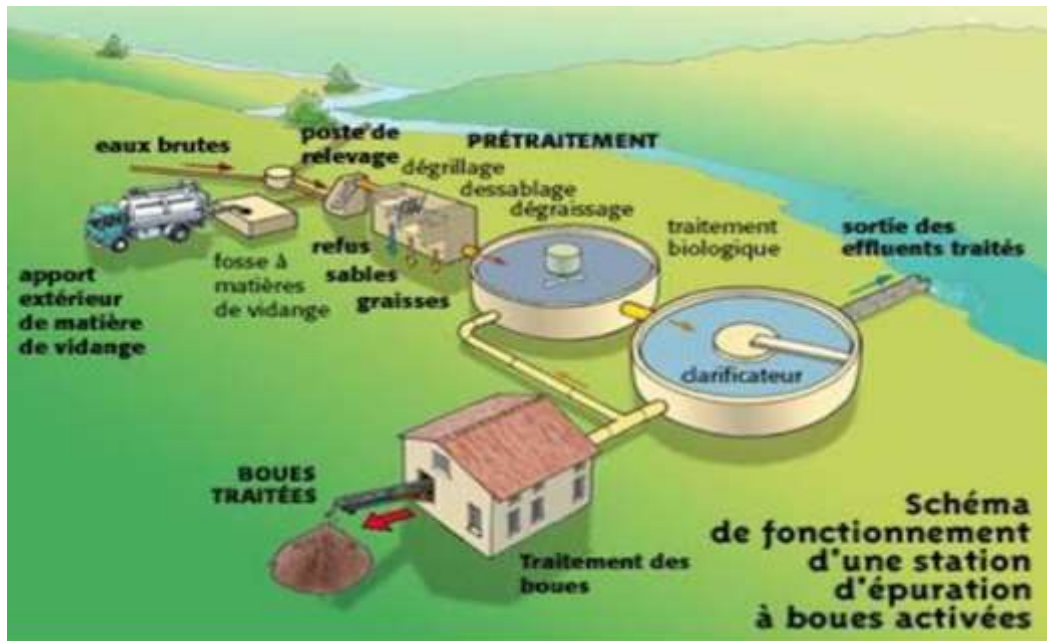 eaux brutes
poste de
relevage
PRÉTRAITEMENT
dégrillage
dessablage
dégraissage
traitement
biologique
sortie des
effluents traités
apport
extérieur
de matière
de vidange
fosse à
matières
de vidange
refus
sables
graisses
clarificateur
BOUES
TRAITÉES
Traitement des
boues
Schéma
de fonctionnement
d'une station
d'épuration
à boues activées